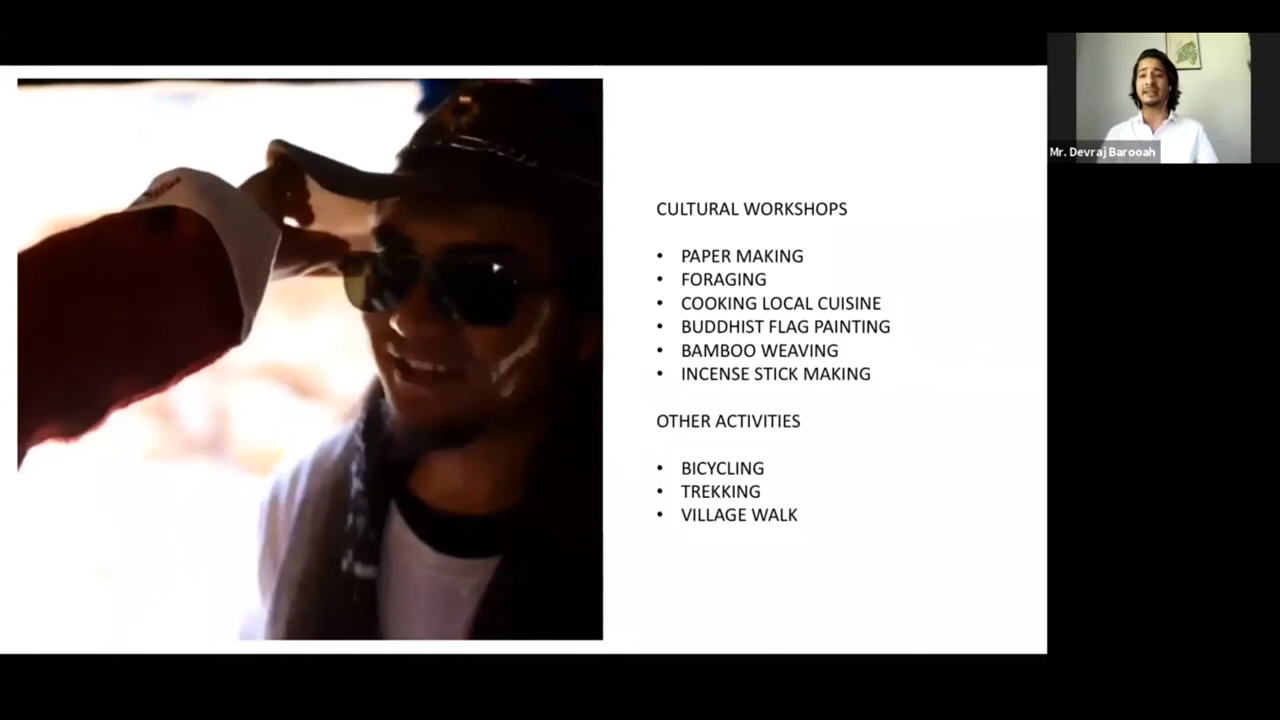 CULTURAL WORKSHOPS
• PAPER MAKING
• FORAGING
• COOKING LOCAL CUISINE
• BUDDHIST FLAG PAINTING
• BAMBOO WEAVING
• INCENSE STICK MAKING
OTHER ACTIVITIES
• BICYCLING
• TREKKING
• VILLAGE WALK
Mr. Devraj Barooah